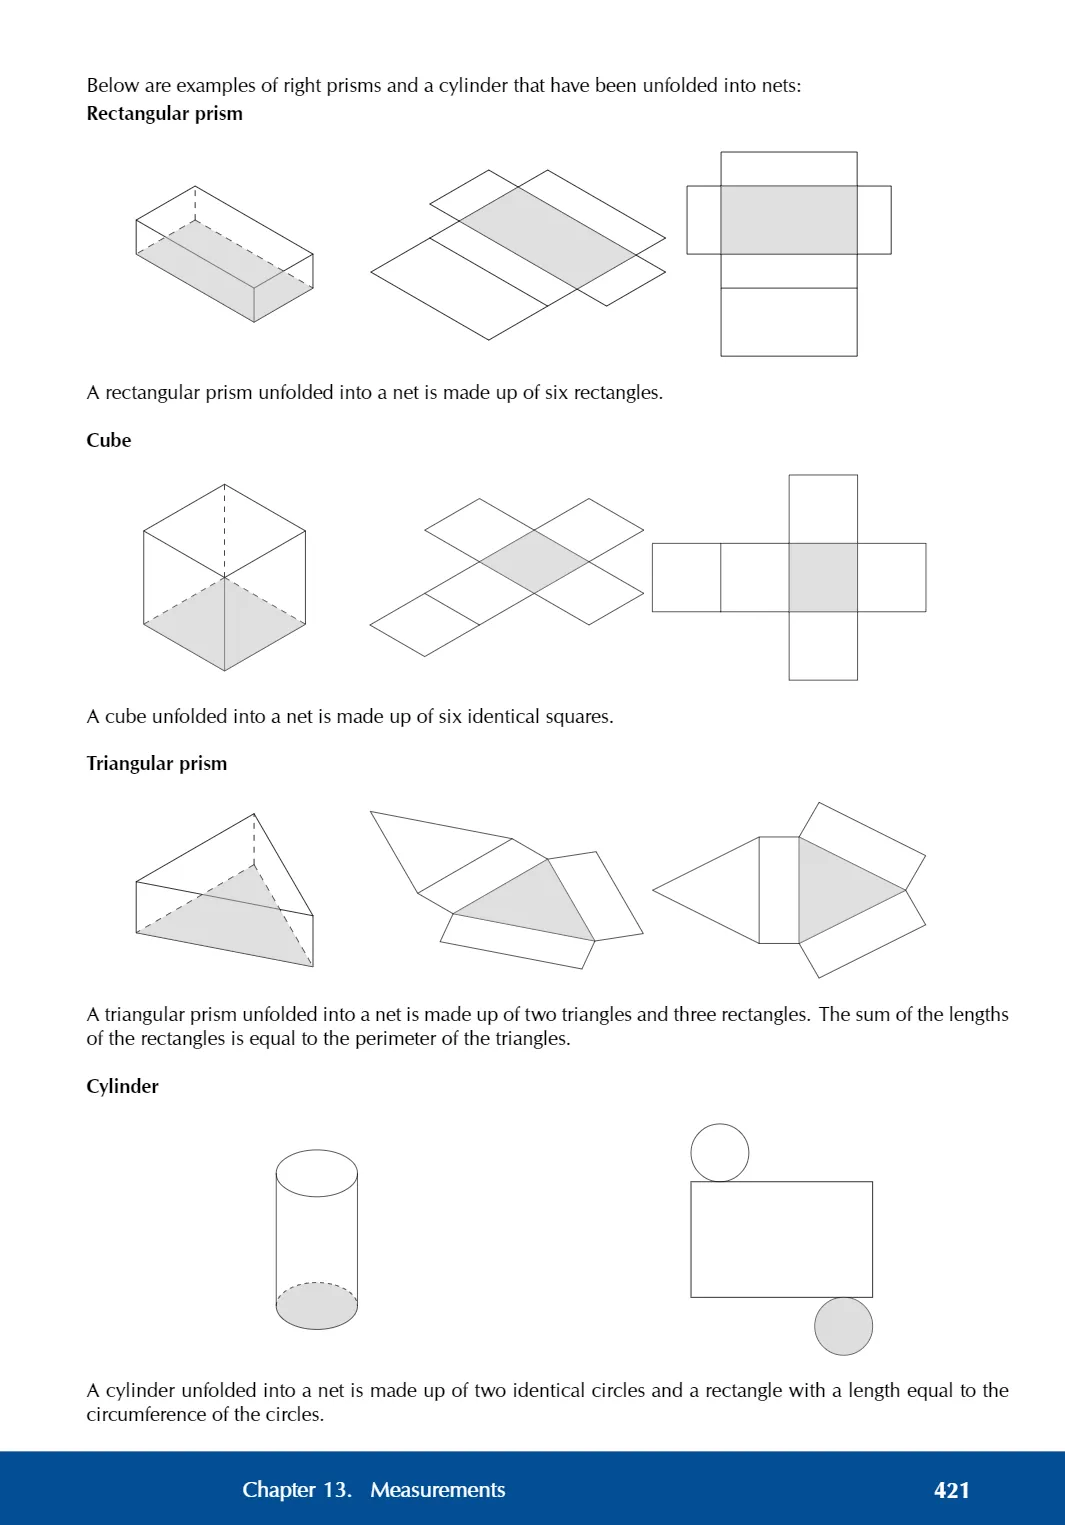 Below are examples of right prisms and a cylinder that have been unfolded into nets:
Rectangular prism
A rectangular prism unfolded into a net is made up of six rectangles.
Cube
A cube unfolded into a net is made up of six identical squares.
Triangular prism
A triangular prism unfolded into a net is made up of two triangles and three rectangles. The sum of the lengths
of the rectangles is equal to the perimeter of the triangles.
Cylinder
A cylinder unfolded into a net is made up of two identical circles and a rectangle with a length equal to the
circumference of the circles.
Chapter 13. Measurements 421